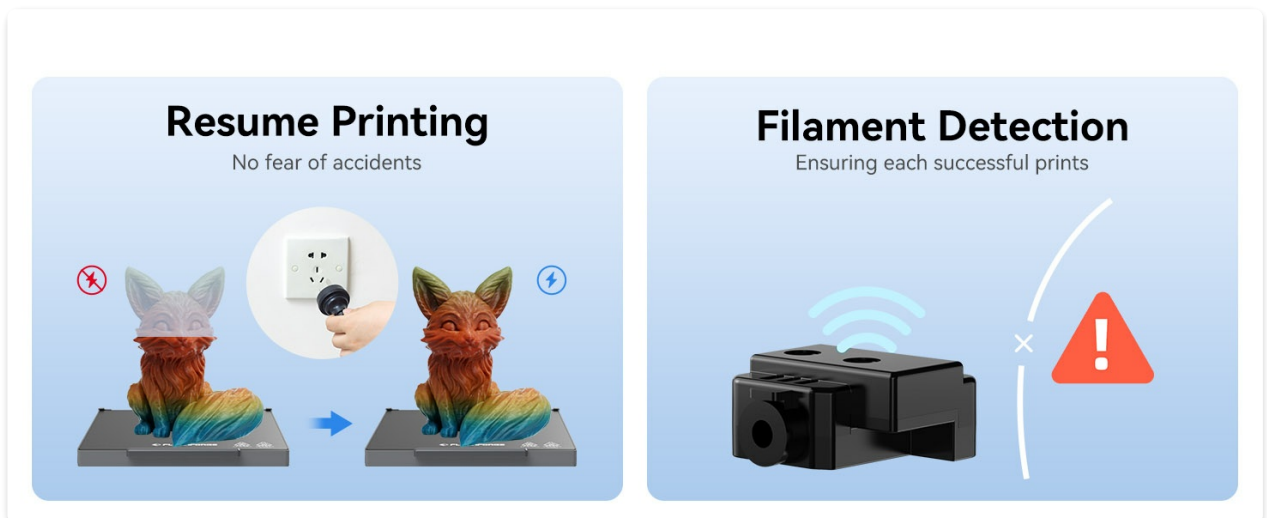 Resume Printing
No fear of accidents
Filament Detection
Ensuring each successful prints